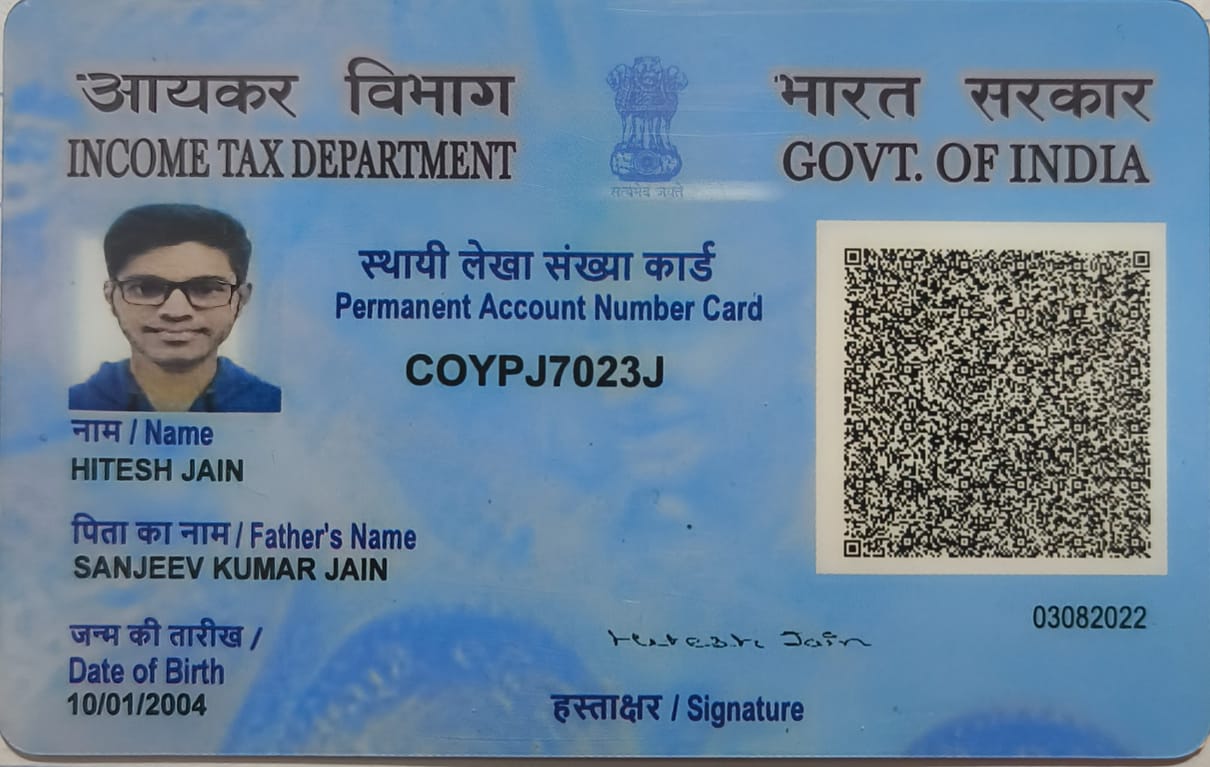 आयकर विभाग
INCOME TAX DEPARTMENT
सत्यमेव जयते
भारत सरकार
GOVT. OF INDIA
स्थायी लेखा संख्या कार्ड
Permanent Account Number Card
COYPJ7023J
नाम / Name
HITESH JAIN
पिता का नाम / Father's Name
SANJEEV KUMAR JAIN
03082022
जन्म की तारीख /
Date of Birth
10/01/2004
Hitesh Jain
हस्ताक्षर / Signature